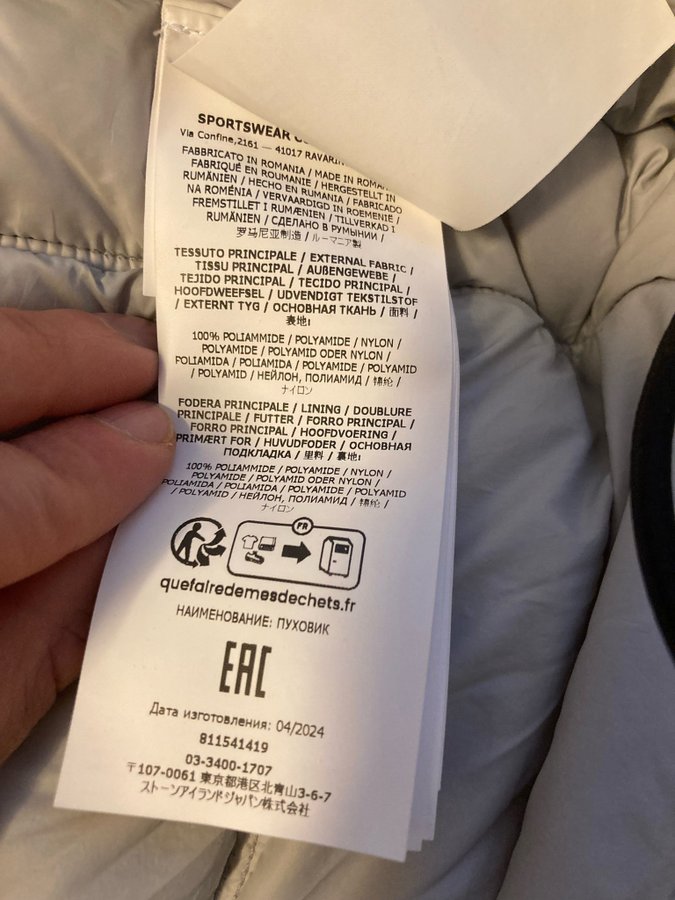 SPORTSWEAR
Via Confine,2161 — 41017 RAVARIN
FABBRICATO IN ROMANIA / MADE IN ROMAN
FABRIQUÉ EN ROUMANIE / HERGESTELLT IN
RUMÄNIEN / HECHO EN RUMANIA / FABRICADO
NA ROMÉNIA / VERVAARDIGD IN ROEMENIE /
FREMSTILLET I RUMÆNIEN / TILLVERKAD I
RUMÄNIEN / СДЕЛАНО В РУМЫНИИ /
罗马尼亚制造 / ルーマニア製
TESSUTO PRINCIPALE / EXTERNAL FABRIC /
TISSU PRINCIPAL / AUßENGEWEBE /
TEJIDO PRINCIPAL / TECIDO PRINCIPAL /
HOOFDWEEFSEL / UDVENDIGT TEKSTILSTOF
/ EXTERNT TYG / ОСНОВНАЯ ТКАНЬ / 面料 /
裏地:
100% POLIAMMIDE / POLYAMIDE / NYLON /
POLYAMIDE / POLYAMID ODER NYLON /
POLIAMIDA / POLIAMIDA / POLYAMIDE / POLYAMID
/ POLYAMID / НЕЙЛОН, ПОЛИАМИД / 锦纶 /
ナイロン
FODERA PRINCIPALE / LINING / DOUBLURE
PRINCIPALE / FUTTER / FORRO PRINCIPAL /
FORRO PRINCIPAL / HOOFDVOERING /
PRIMÆRT FOR / HUVUDFODER / ОСНОВНАЯ
ПОДКЛАДКА / 里料 / 裏地:
100% POLIAMMIDE / POLYAMIDE / NYLON /
POLYAMIDE / POLYAMID ODER NYLON /
POLIAMIDA / POLIAMIDA / POLYAMIDE / POLYAMID
/ POLYAMID / НЕЙЛОН, ПОЛИАМИД / 锦纶 /
ナイロン
FR
quefairedemesdechets.fr
НАИМЕНОВАНИЕ: ПУХОВИК
EAC
Дата изготовления: 04/2024
811541419
03-3400-1707
〒107-0061 東京都港区北青山3-6-7
ストーンアイランドジャパン株式会社